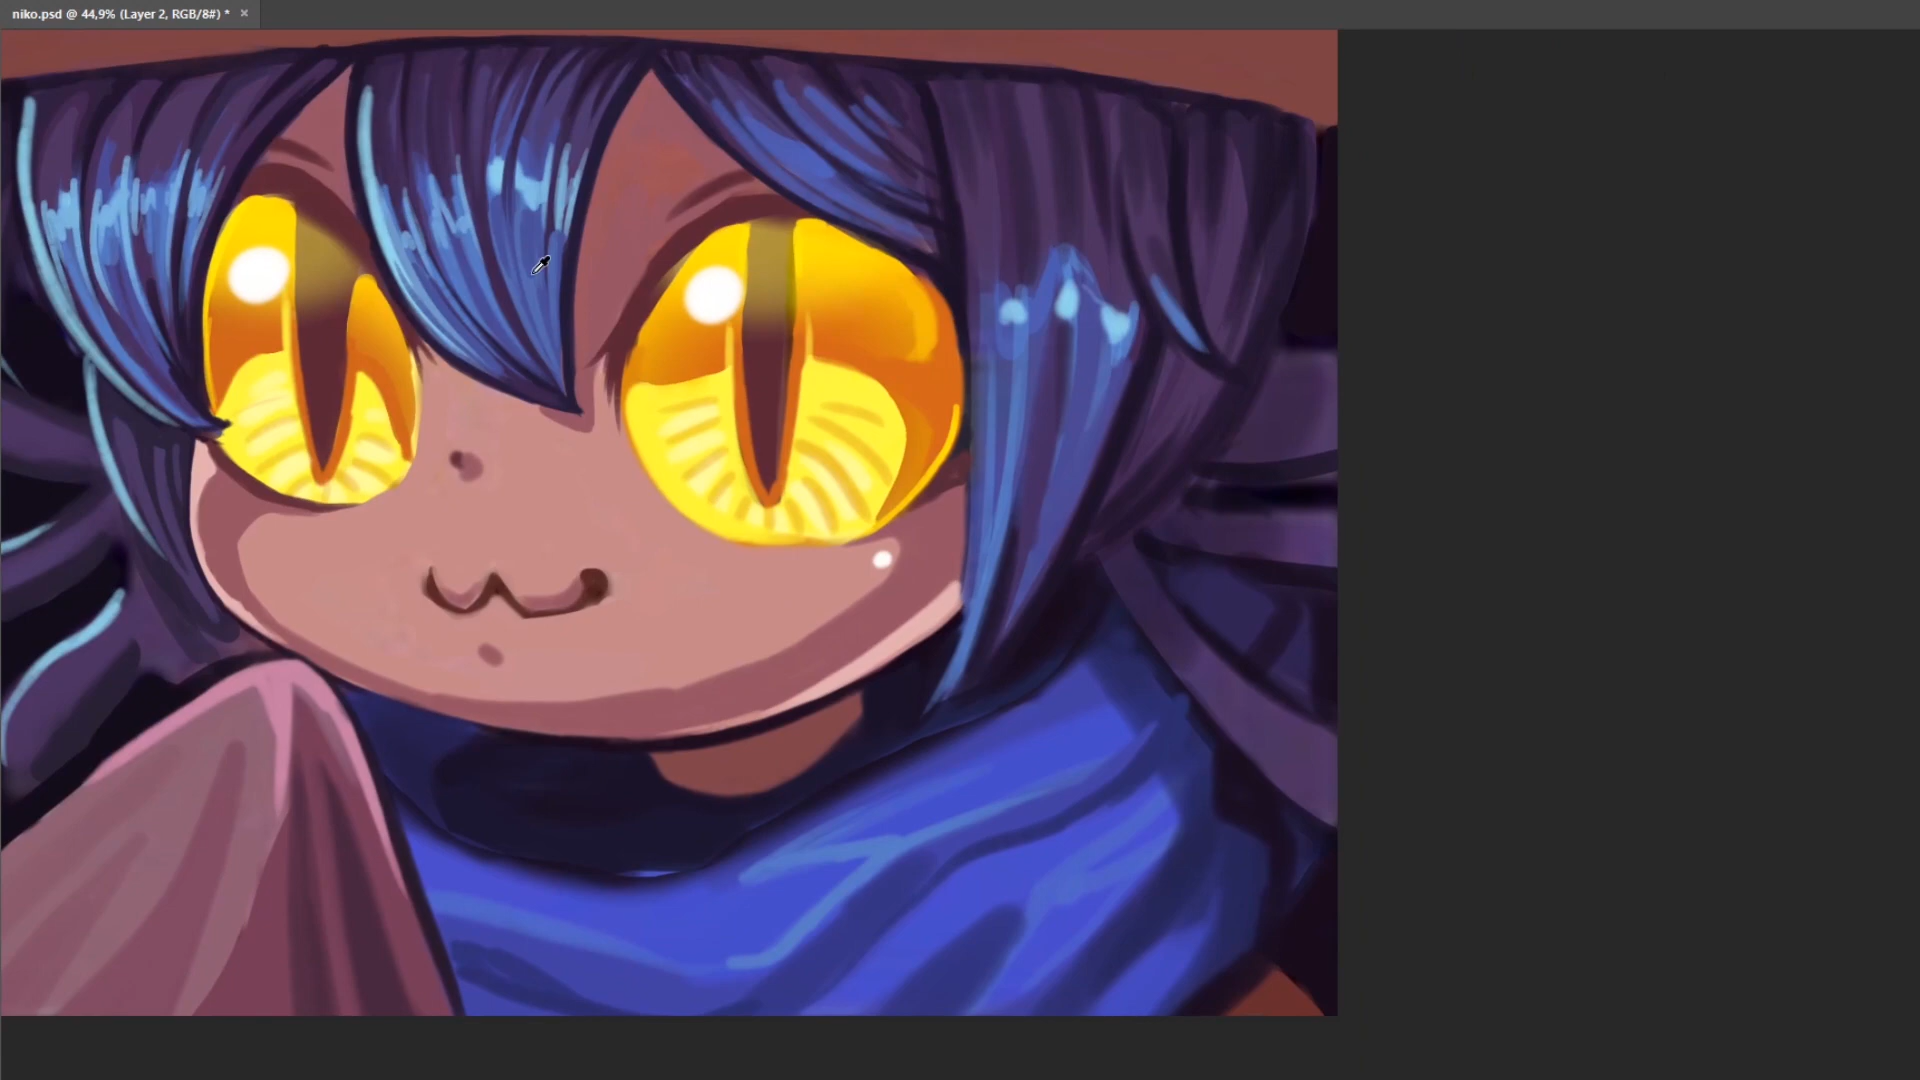 niko.psd @ 44,9% (Layer 2, RGB/8#) * ×